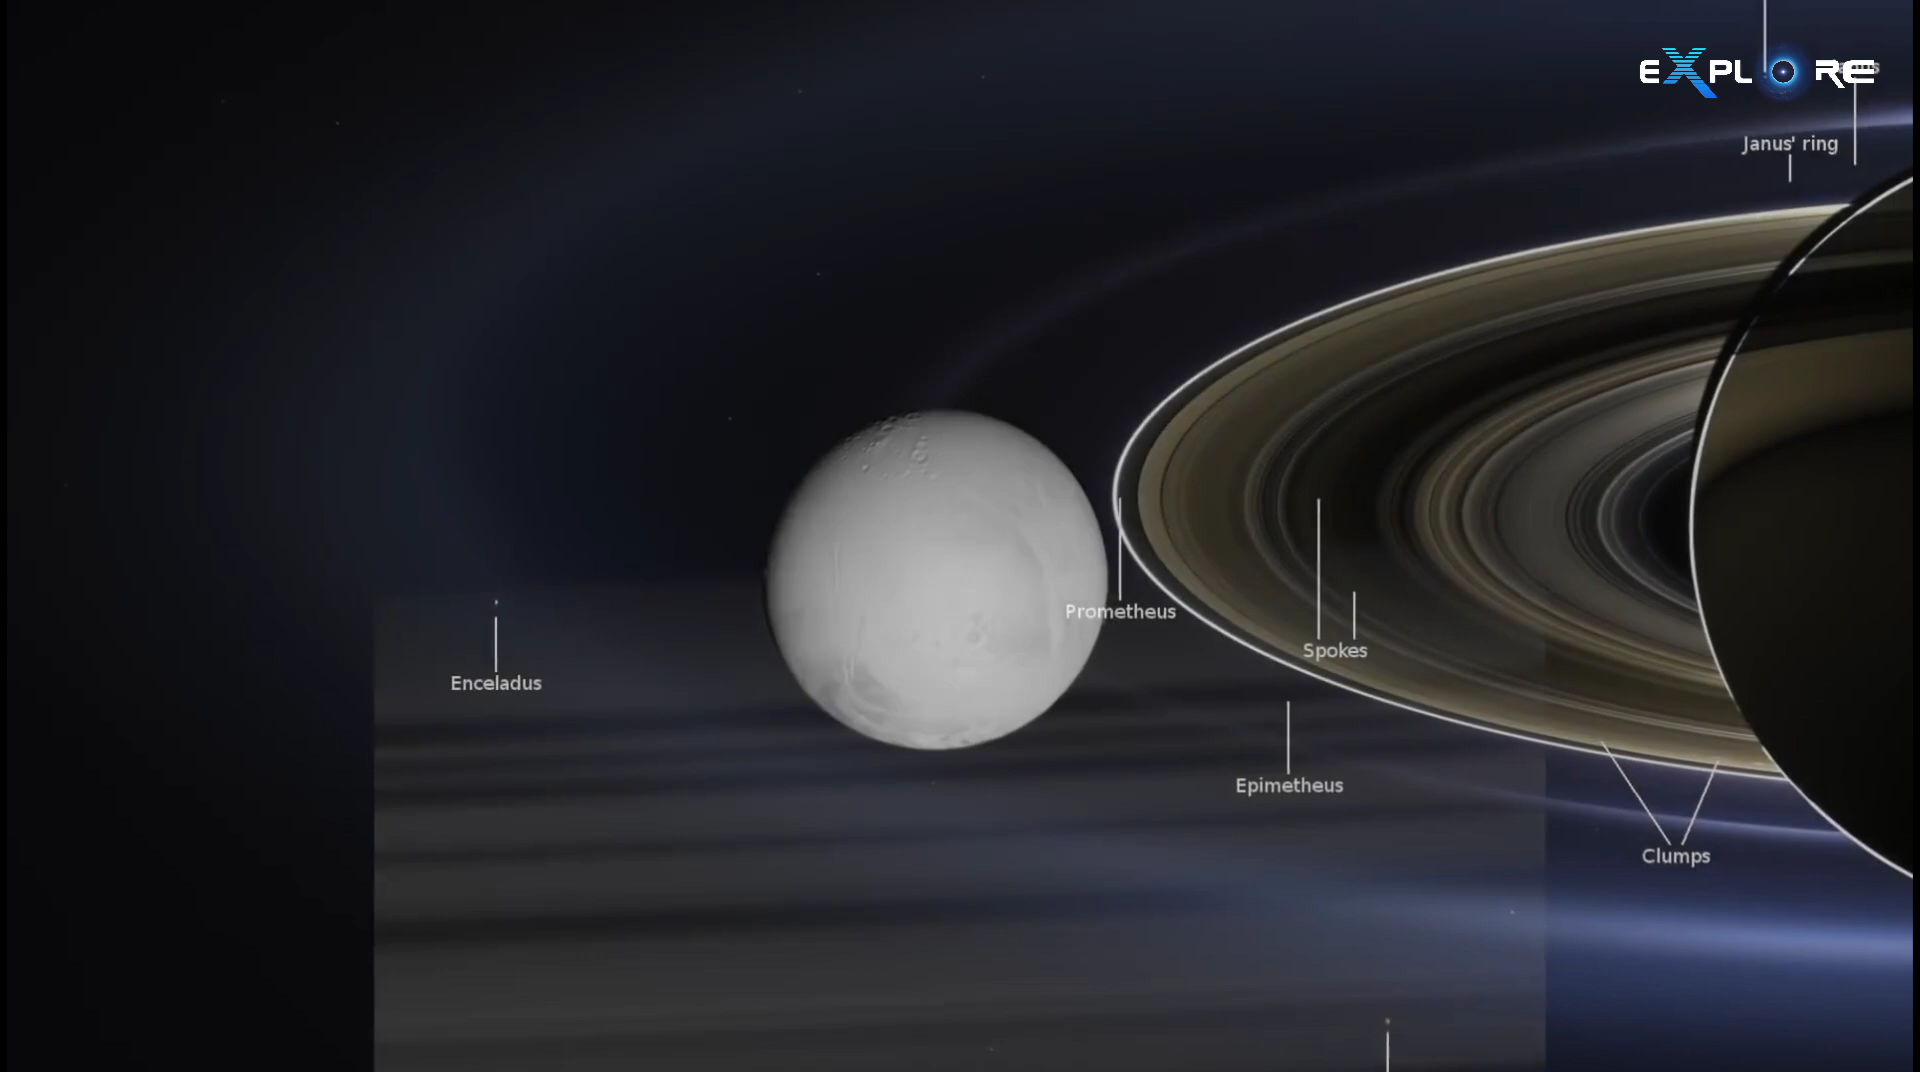 EXPLORE
Janus' ring
Prometheus
Spokes
Enceladus
Epimetheus
Clumps